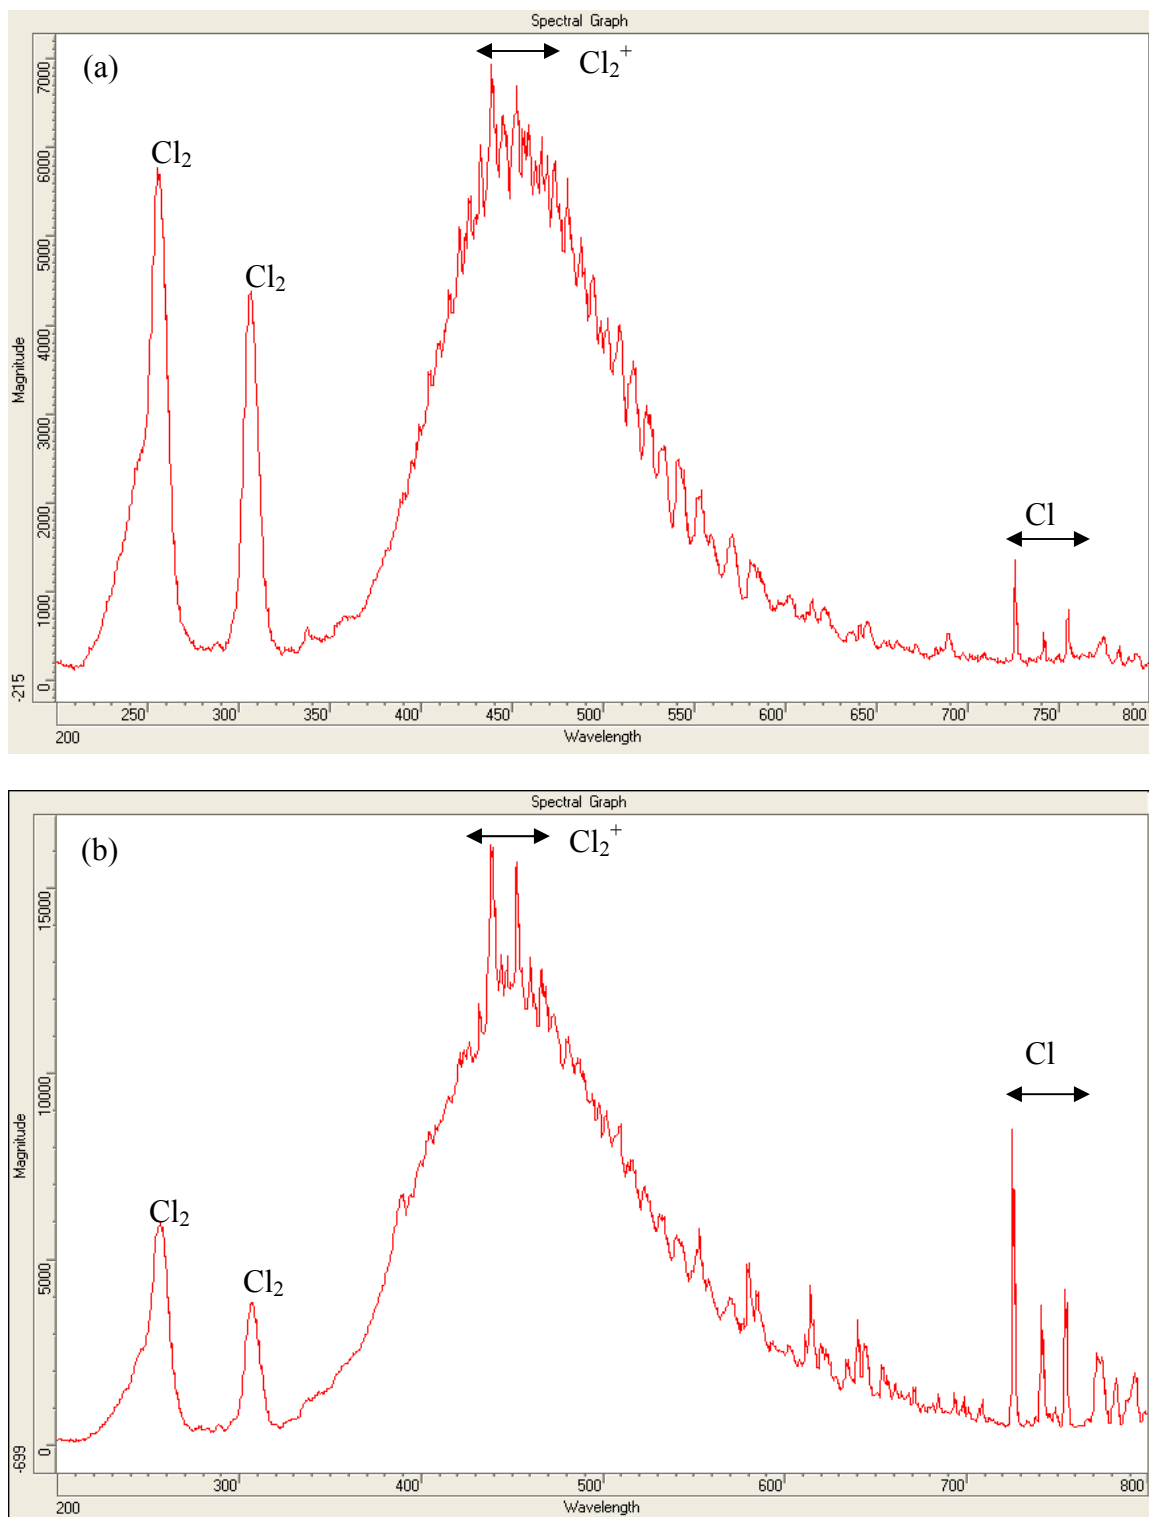 Spectral Graph
(a)
Cl₂⁺
Cl₂
Cl₂
Cl
Magnitude
7000
6000
5000
4000
3000
2000
1000
0
-215
250 300 350 400 450 500 550 600 650 700 750 800
200
Wavelength
Spectral Graph
(b)
Cl₂⁺
Cl
Cl₂
Cl₂
Magnitude
15000
10000
5000
0
-699
300 400 500 600 700 800
200
Wavelength